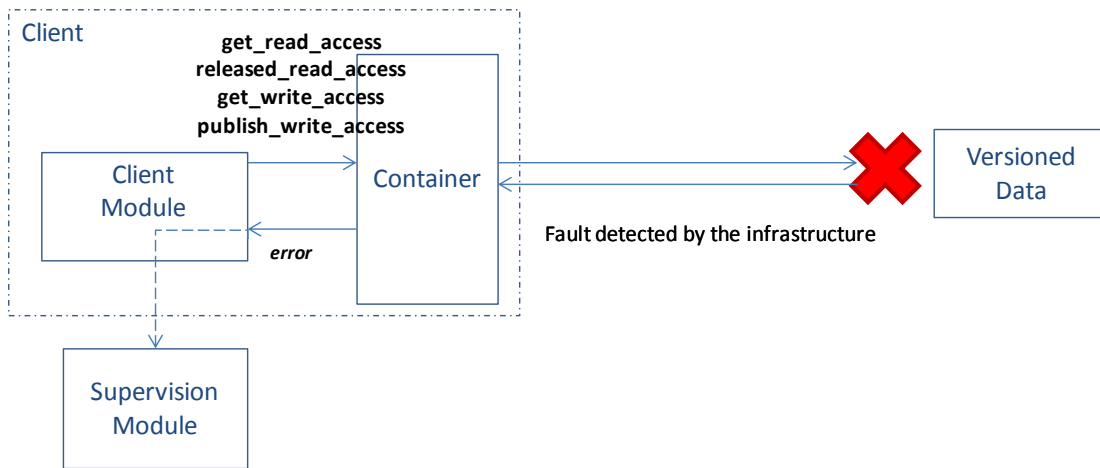 Client
get_read_access
released_read_access
get_write_access
publish_write_access
Client
Module
Container
Versioned
Data
error
Fault detected by the infrastructure
Supervision
Module